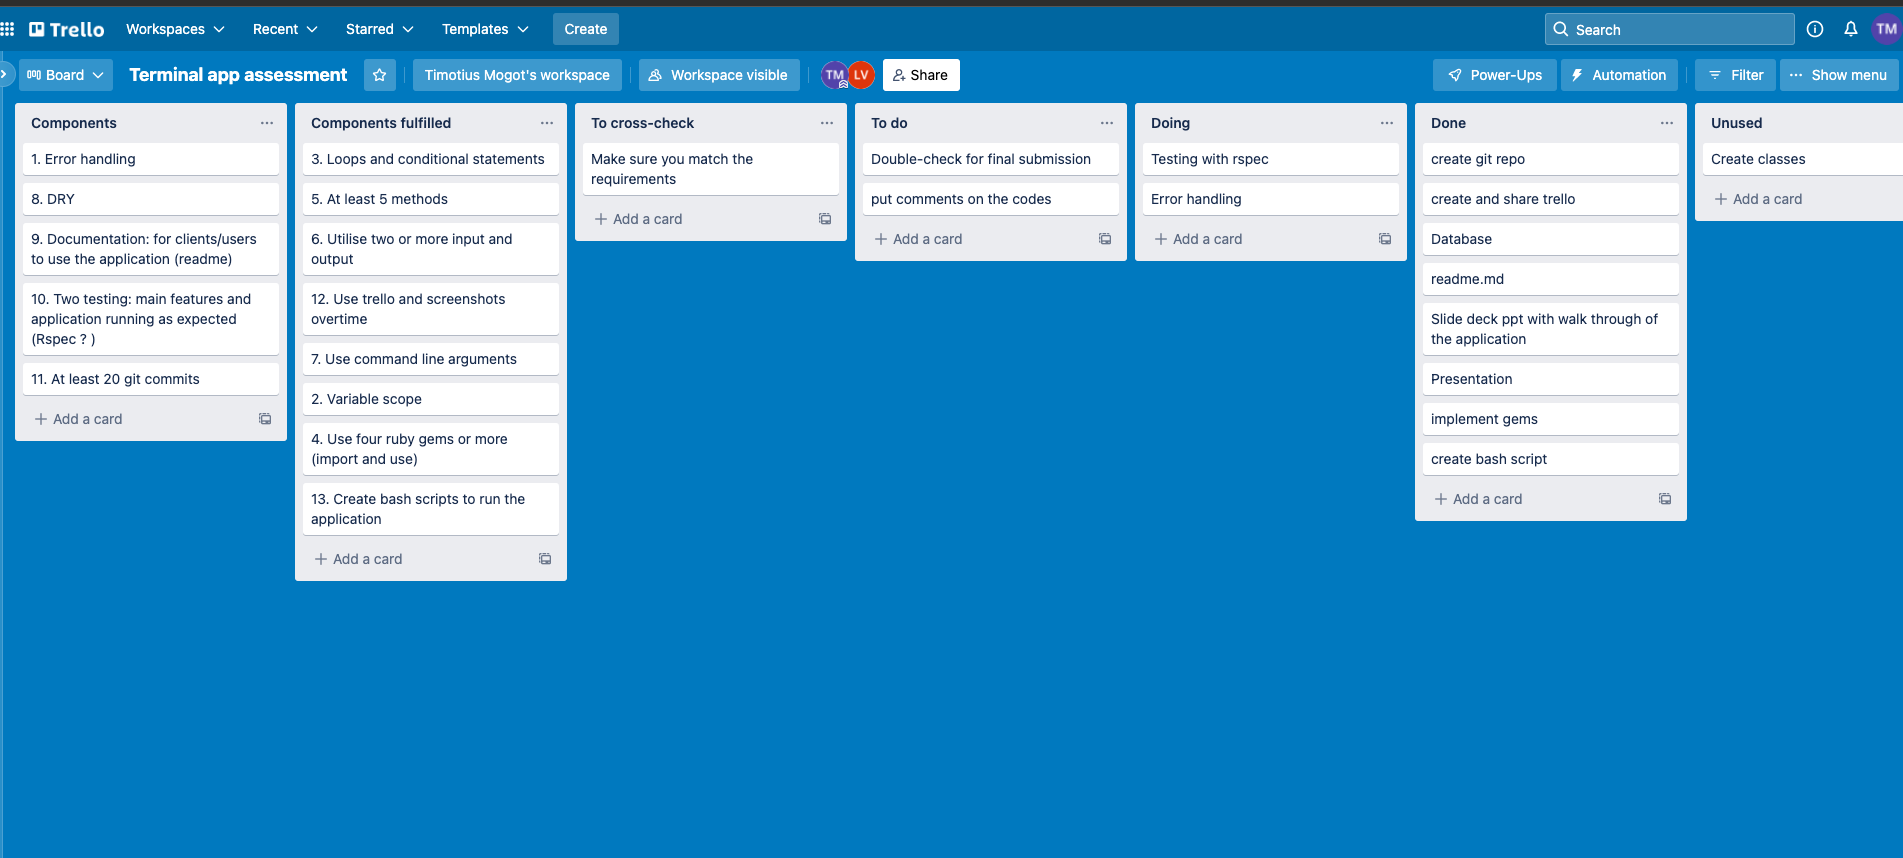 Trello Workspaces Recent Starred Templates Create Search TM
Board Terminal app assessment Timotius Mogot's workspace Workspace visible TM LV Share Power-Ups Automation Filter ··· Show menu
Components
1. Error handling
8. DRY
9. Documentation: for clients/users
to use the application (readme)
10. Two testing: main features and
application running as expected
(Rspec ? )
11. At least 20 git commits
+ Add a card
Components fulfilled
3. Loops and conditional statements
5. At least 5 methods
6. Utilise two or more input and
output
12. Use trello and screenshots
overtime
7. Use command line arguments
2. Variable scope
4. Use four ruby gems or more
(import and use)
13. Create bash scripts to run the
application
+ Add a card
To cross-check
Make sure you match the
requirements
+ Add a card
To do
Double-check for final submission
put comments on the codes
+ Add a card
Doing
Testing with rspec
Error handling
+ Add a card
Done
create git repo
create and share trello
Database
readme.md
Slide deck ppt with walk through of
the application
Presentation
implement gems
create bash script
+ Add a card
Unused
Create classes
+ Add a card